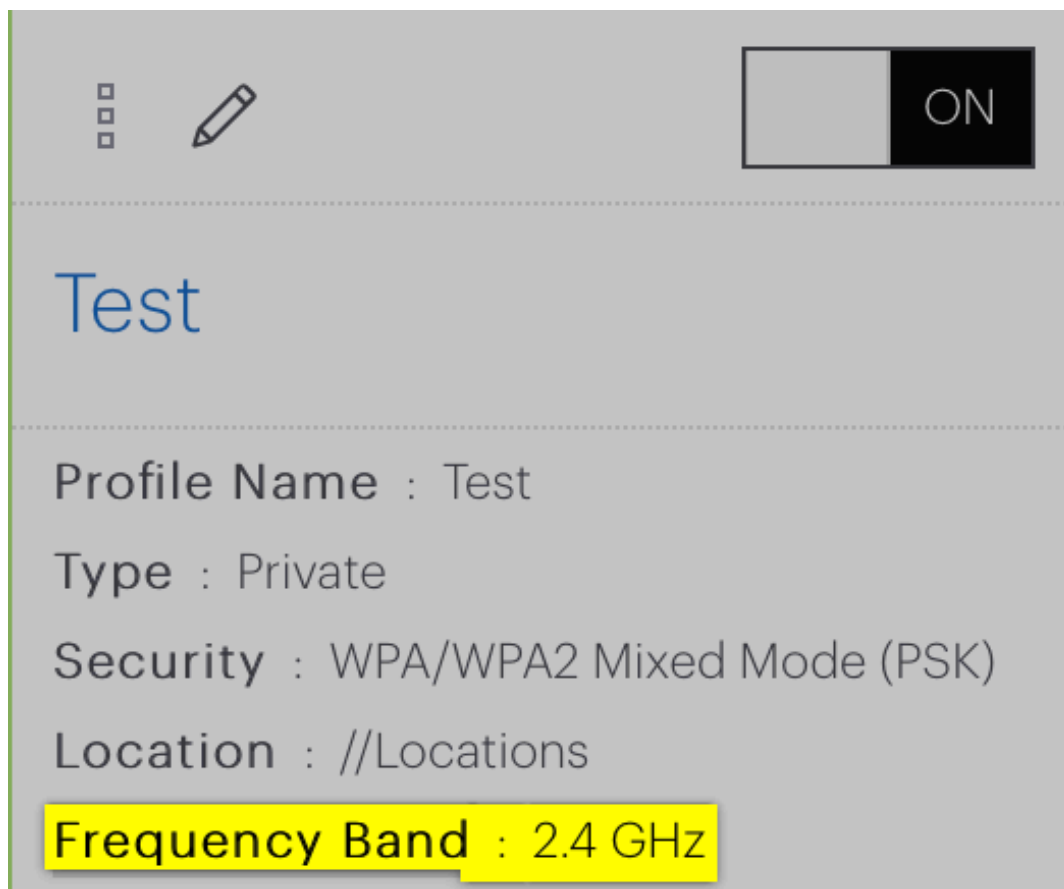 ON
Test
Profile Name : Test
Type : Private
Security : WPA/WPA2 Mixed Mode (PSK)
Location : //Locations
Frequency Band : 2.4 GHz